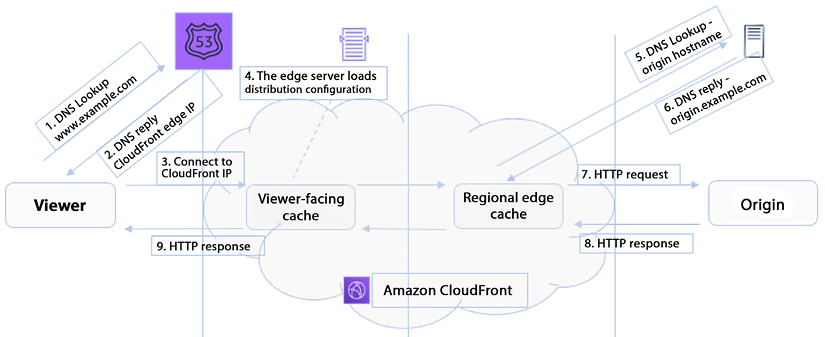 53
1. DNS Lookup
www.example.com
2. DNS reply
CloudFront edge IP
3. Connect to
CloudFront IP
4. The edge server loads
distribution configuration
5. DNS Lookup -
origin hostname
6. DNS reply -
origin.example.com
Viewer
Viewer-facing
cache
Regional edge
cache
7. HTTP request
Origin
8. HTTP response
9. HTTP response
Amazon CloudFront